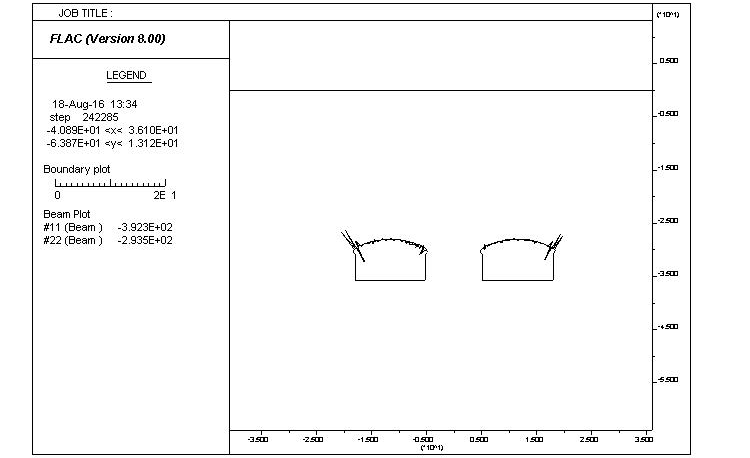 JOB TITLE :
(*10^1)
FLAC (Version 8.00)
LEGEND
18-Aug-16 13:34
step 242285
-4.089E+01 <x< 3.610E+01
-6.387E+01 <y< 1.312E+01
Boundary plot
0 2E 1
Beam Plot
#11 (Beam ) -3.923E+02
#22 (Beam ) -2.935E+02
0.500
-0.500
-1.500
-2.500
-3.500
-4.500
-5.500
-3.500 -2.500 -1.500 -0.500 0.500 1.500 2.500 3.500
(*10^1)